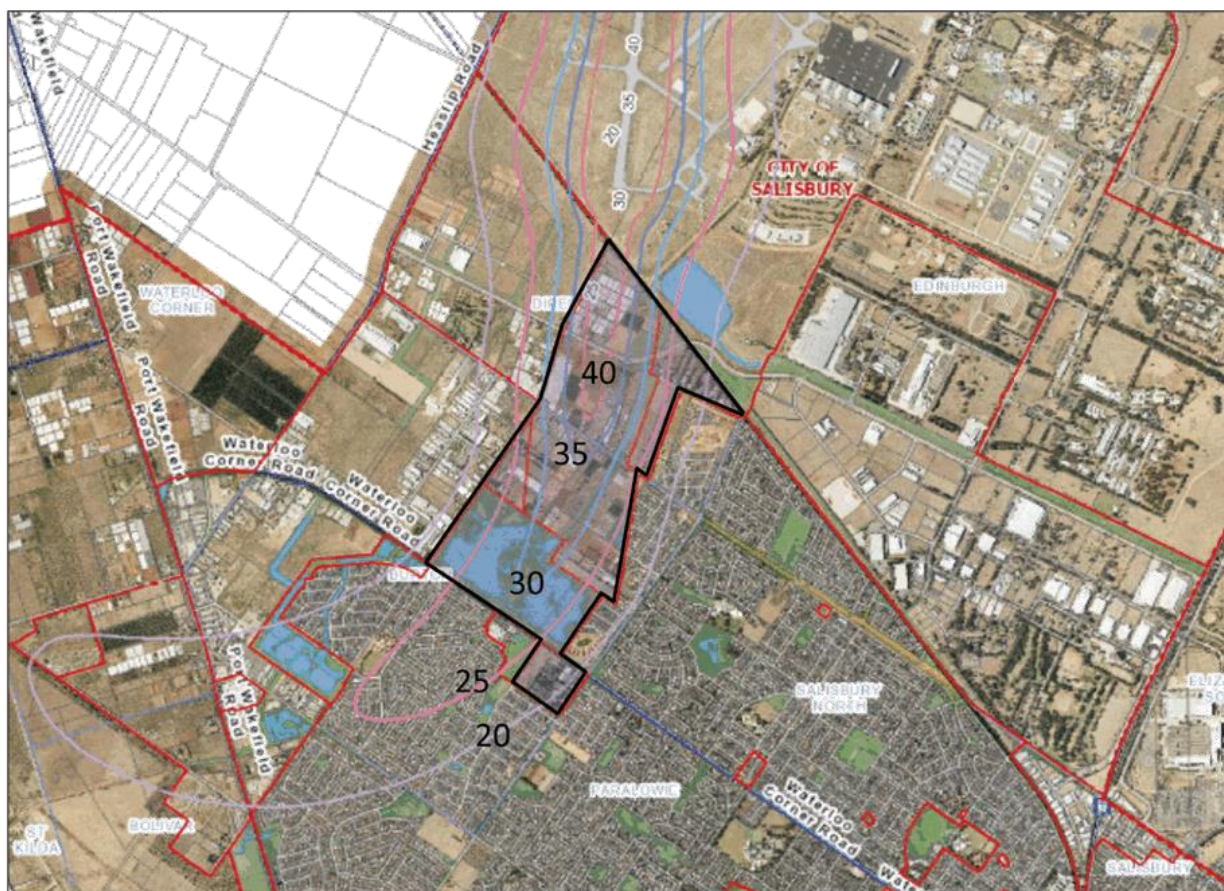 Wakefield
Heaslip Road
40
35
20
30
CITY OF
SALISBURY
Port Wakefield
Road
WATERLOO
CORNER
25
EDINBURGH
40
Port Wakefield
Road
35
Waterloo
Corner Road
Waterloo
Corner Road
30
25
20
Port Wakefield
Road
SALISBURY
NORTH
PARALOWIE
Waterloo
Corner Road
BOLIVAR
ST
KILDA
SALISBURY